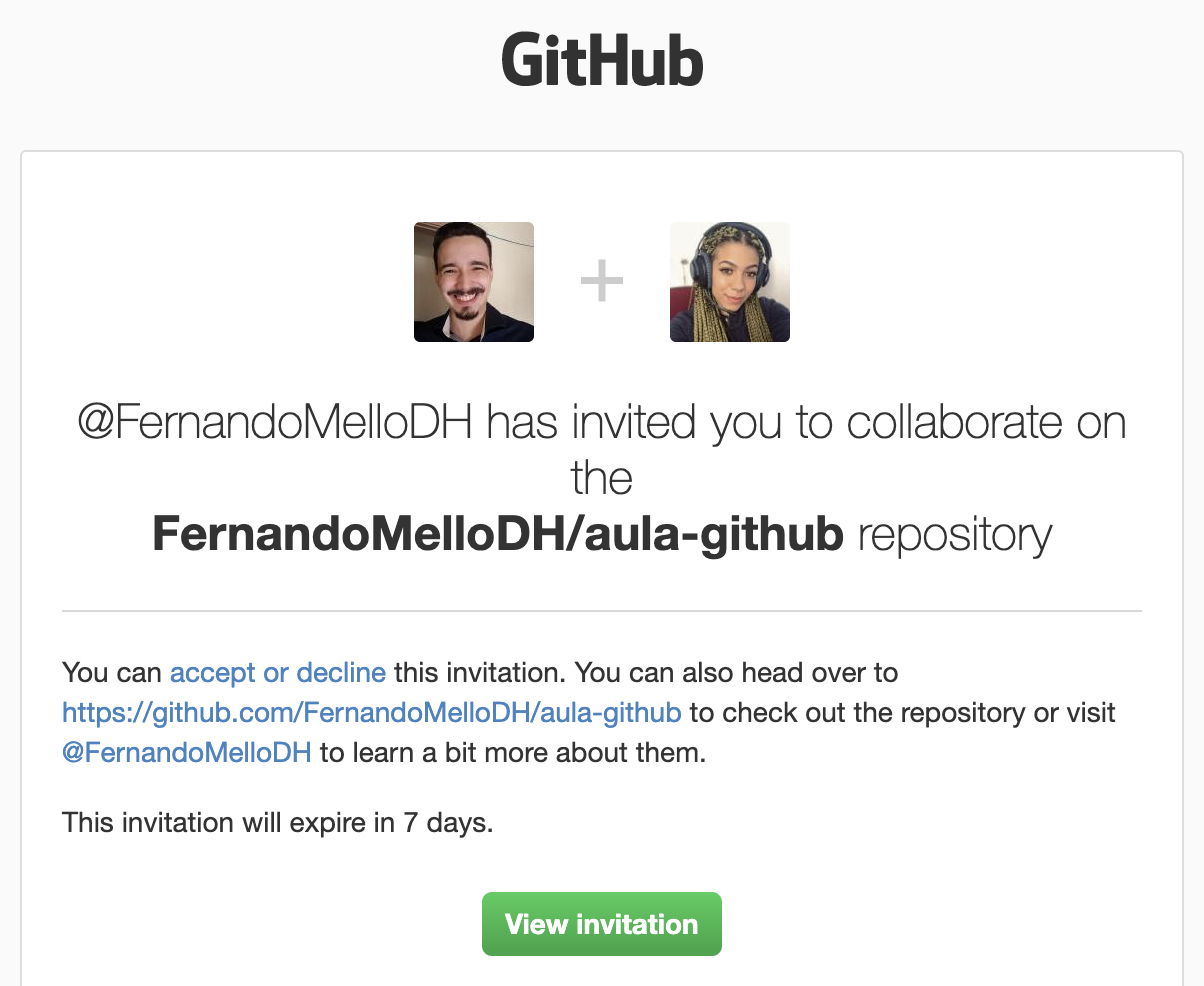 GitHub
@FernandoMelloDH has invited you to collaborate on
the
FernandoMelloDH/aula-github repository
You can accept or decline this invitation. You can also head over to
https://github.com/FernandoMelloDH/aula-github to check out the repository or visit
@FernandoMelloDH to learn a bit more about them.
This invitation will expire in 7 days.
View invitation